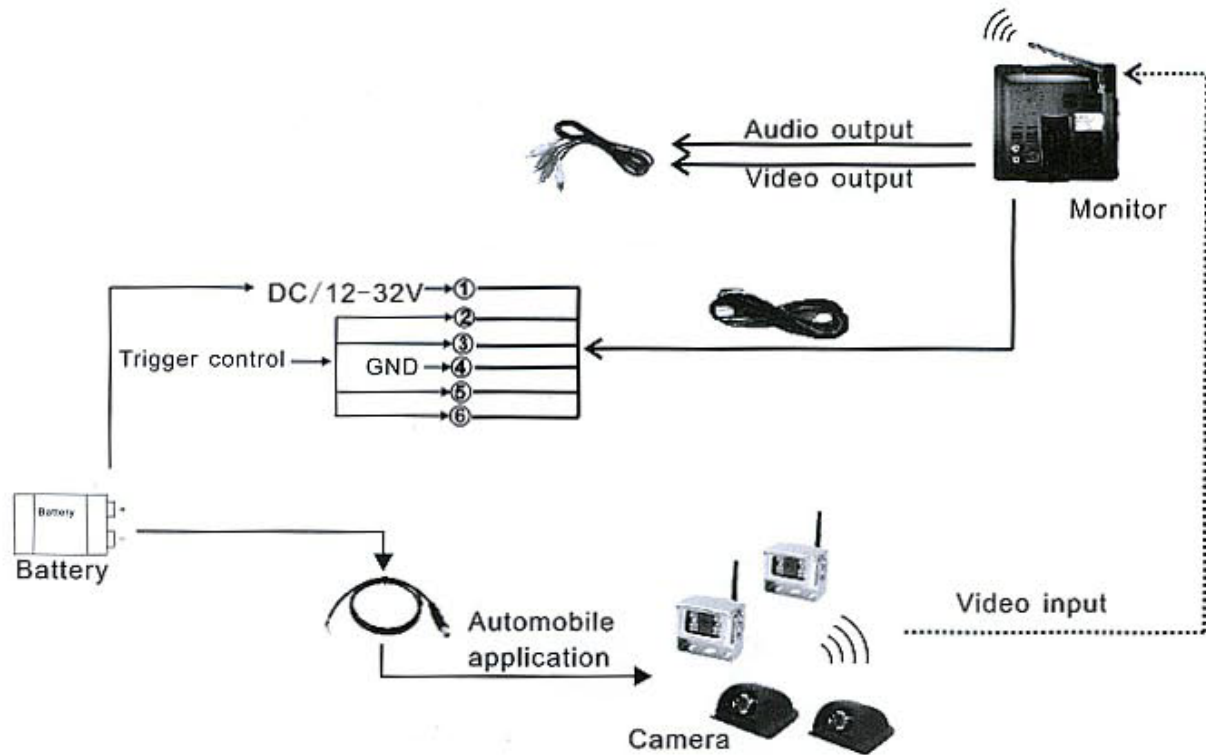 Audio output
Video output
Monitor
DC/12-32V
①
②
Trigger control
③
GND
④
⑤
⑥
Battery
+
-
Battery
Automobile
application
Video input
Camera